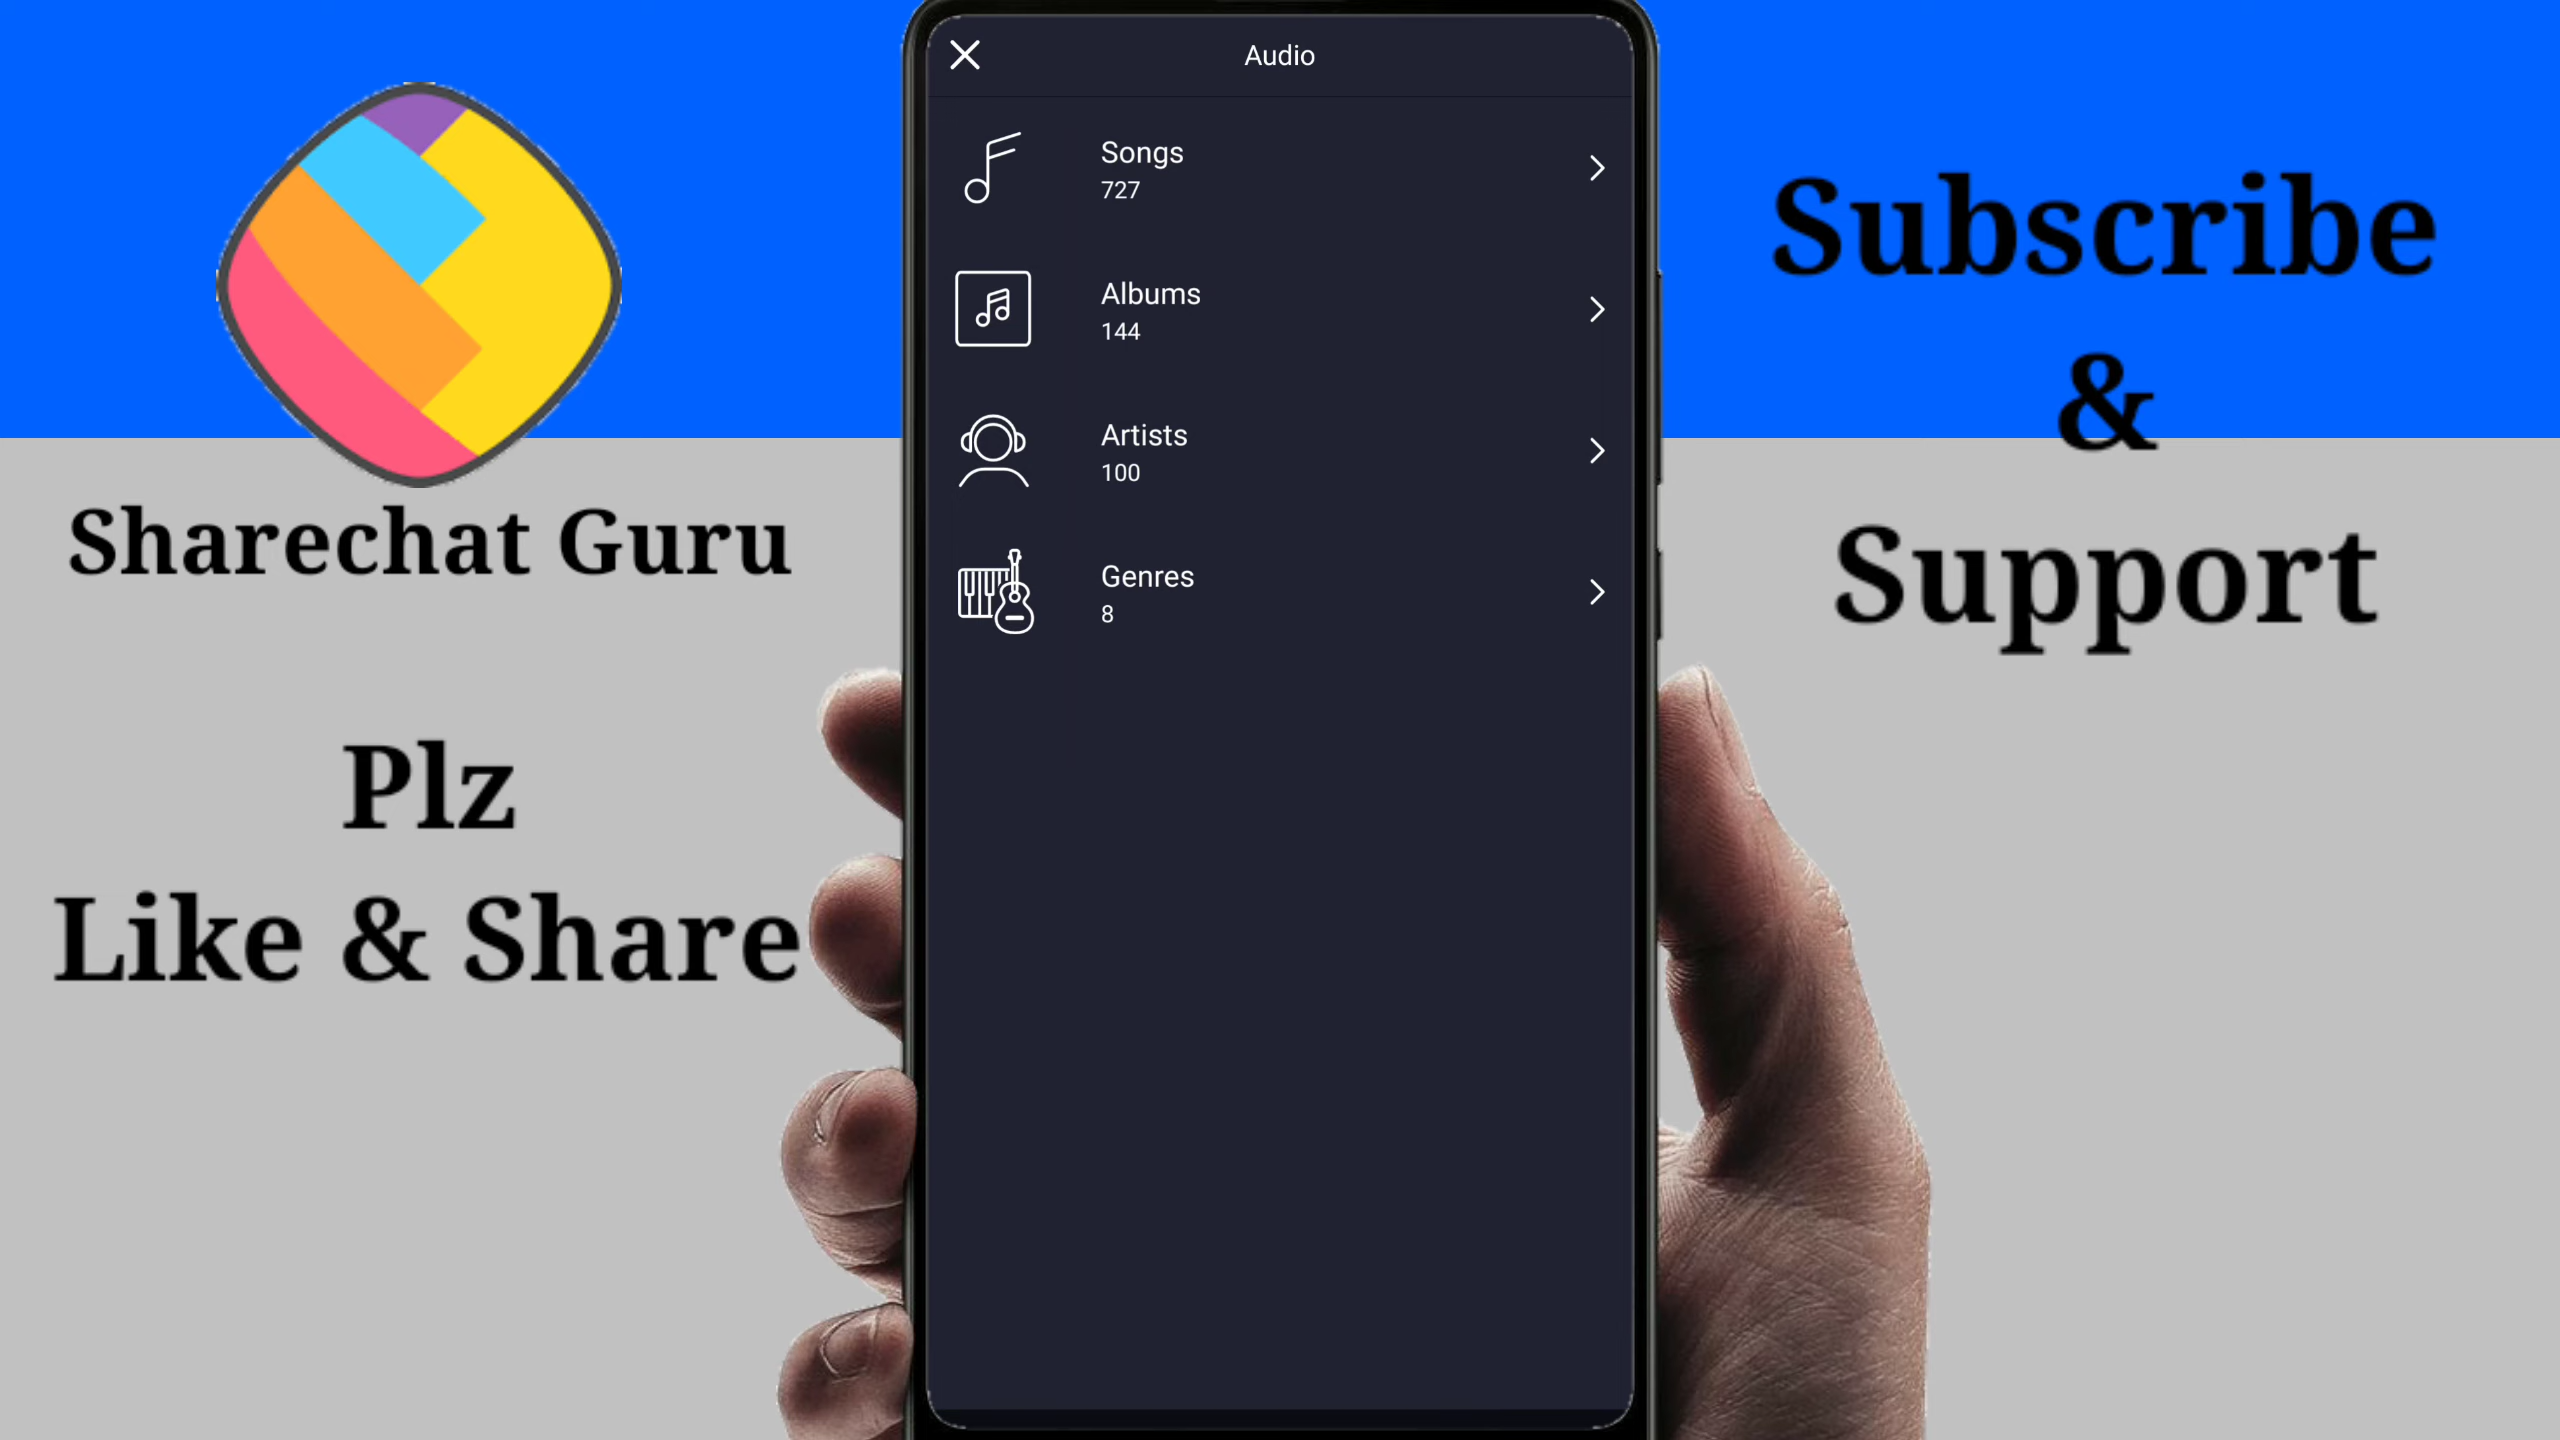 Sharechat Guru
Plz
Like & Share
Audio
Songs
727
Albums
144
Artists
100
Genres
8
Subscribe
&
Support